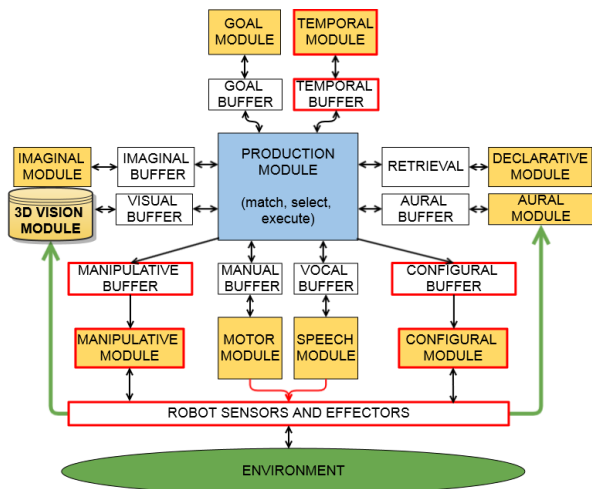 GOAL
MODULE
TEMPORAL
MODULE
GOAL
BUFFER
TEMPORAL
BUFFER
IMAGINAL
MODULE
IMAGINAL
BUFFER
PRODUCTION
MODULE
(match, select,
execute)
RETRIEVAL
DECLARATIVE
MODULE
3D VISION
MODULE
VISUAL
BUFFER
AURAL
BUFFER
AURAL
MODULE
MANIPULATIVE
BUFFER
MANUAL
BUFFER
VOCAL
BUFFER
CONFIGURAL
BUFFER
MANIPULATIVE
MODULE
MOTOR
MODULE
SPEECH
MODULE
CONFIGURAL
MODULE
ROBOT SENSORS AND EFFECTORS
ENVIRONMENT